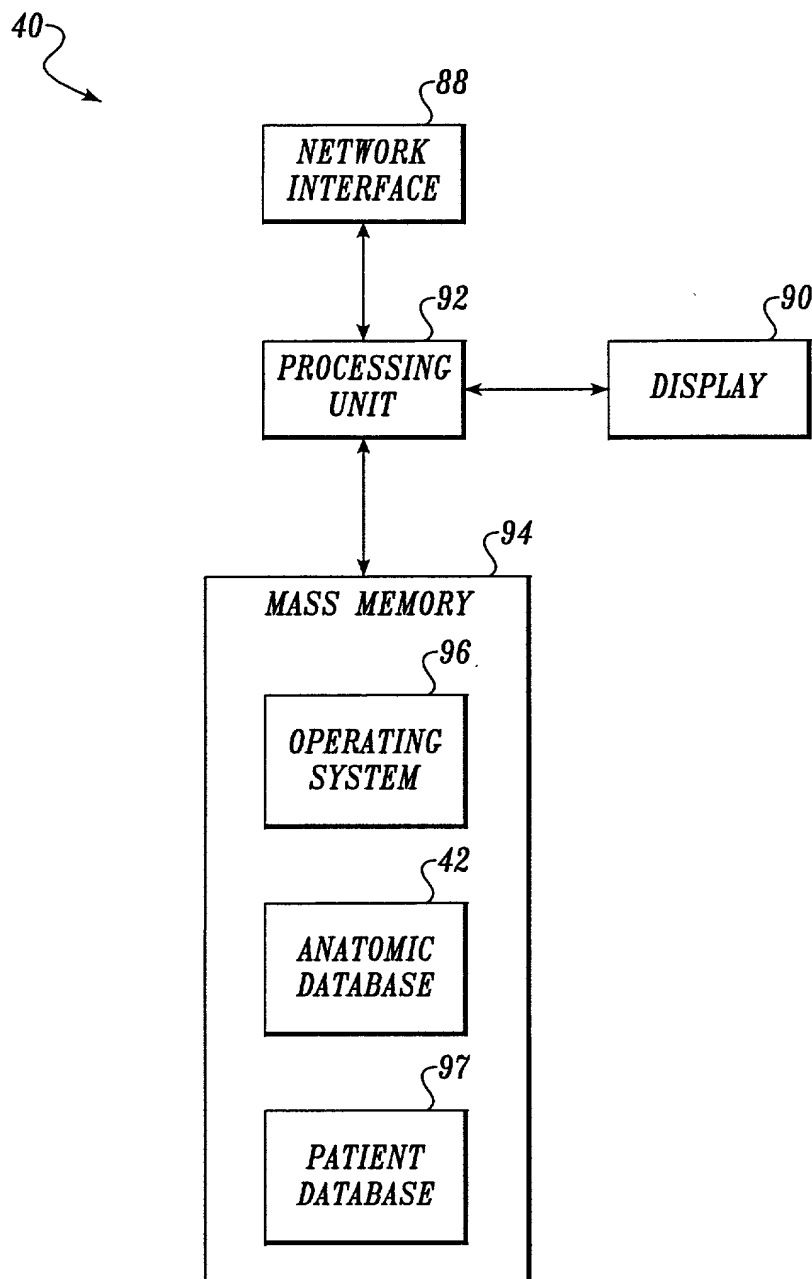 40
88
NETWORK
INTERFACE
92
PROCESSING
UNIT
90
DISPLAY
94
MASS MEMORY
96
OPERATING
SYSTEM
42
ANATOMIC
DATABASE
97
PATIENT
DATABASE